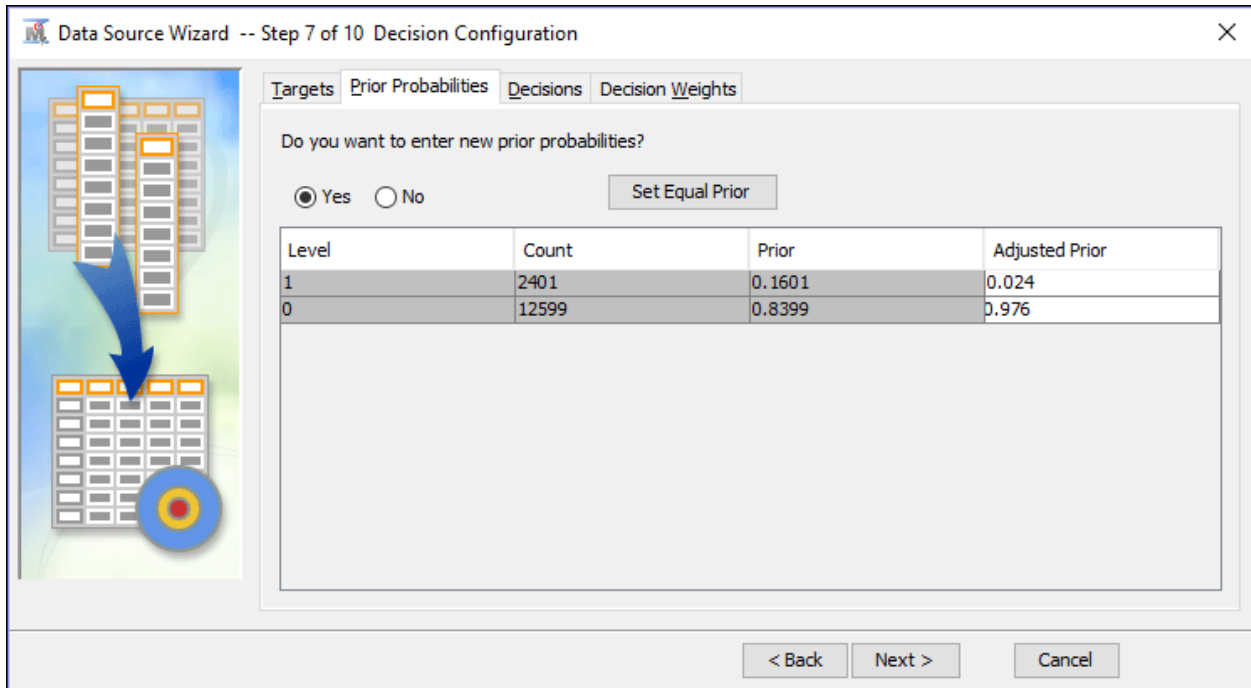 Data Source Wizard -- Step 7 of 10 Decision Configuration
Targets Prior Probabilities Decisions Decision Weights
Do you want to enter new prior probabilities?
Yes No Set Equal Prior
Level Count Prior Adjusted Prior
1 2401 0.1601 0.024
0 12599 0.8399 0.976
< Back Next > Cancel